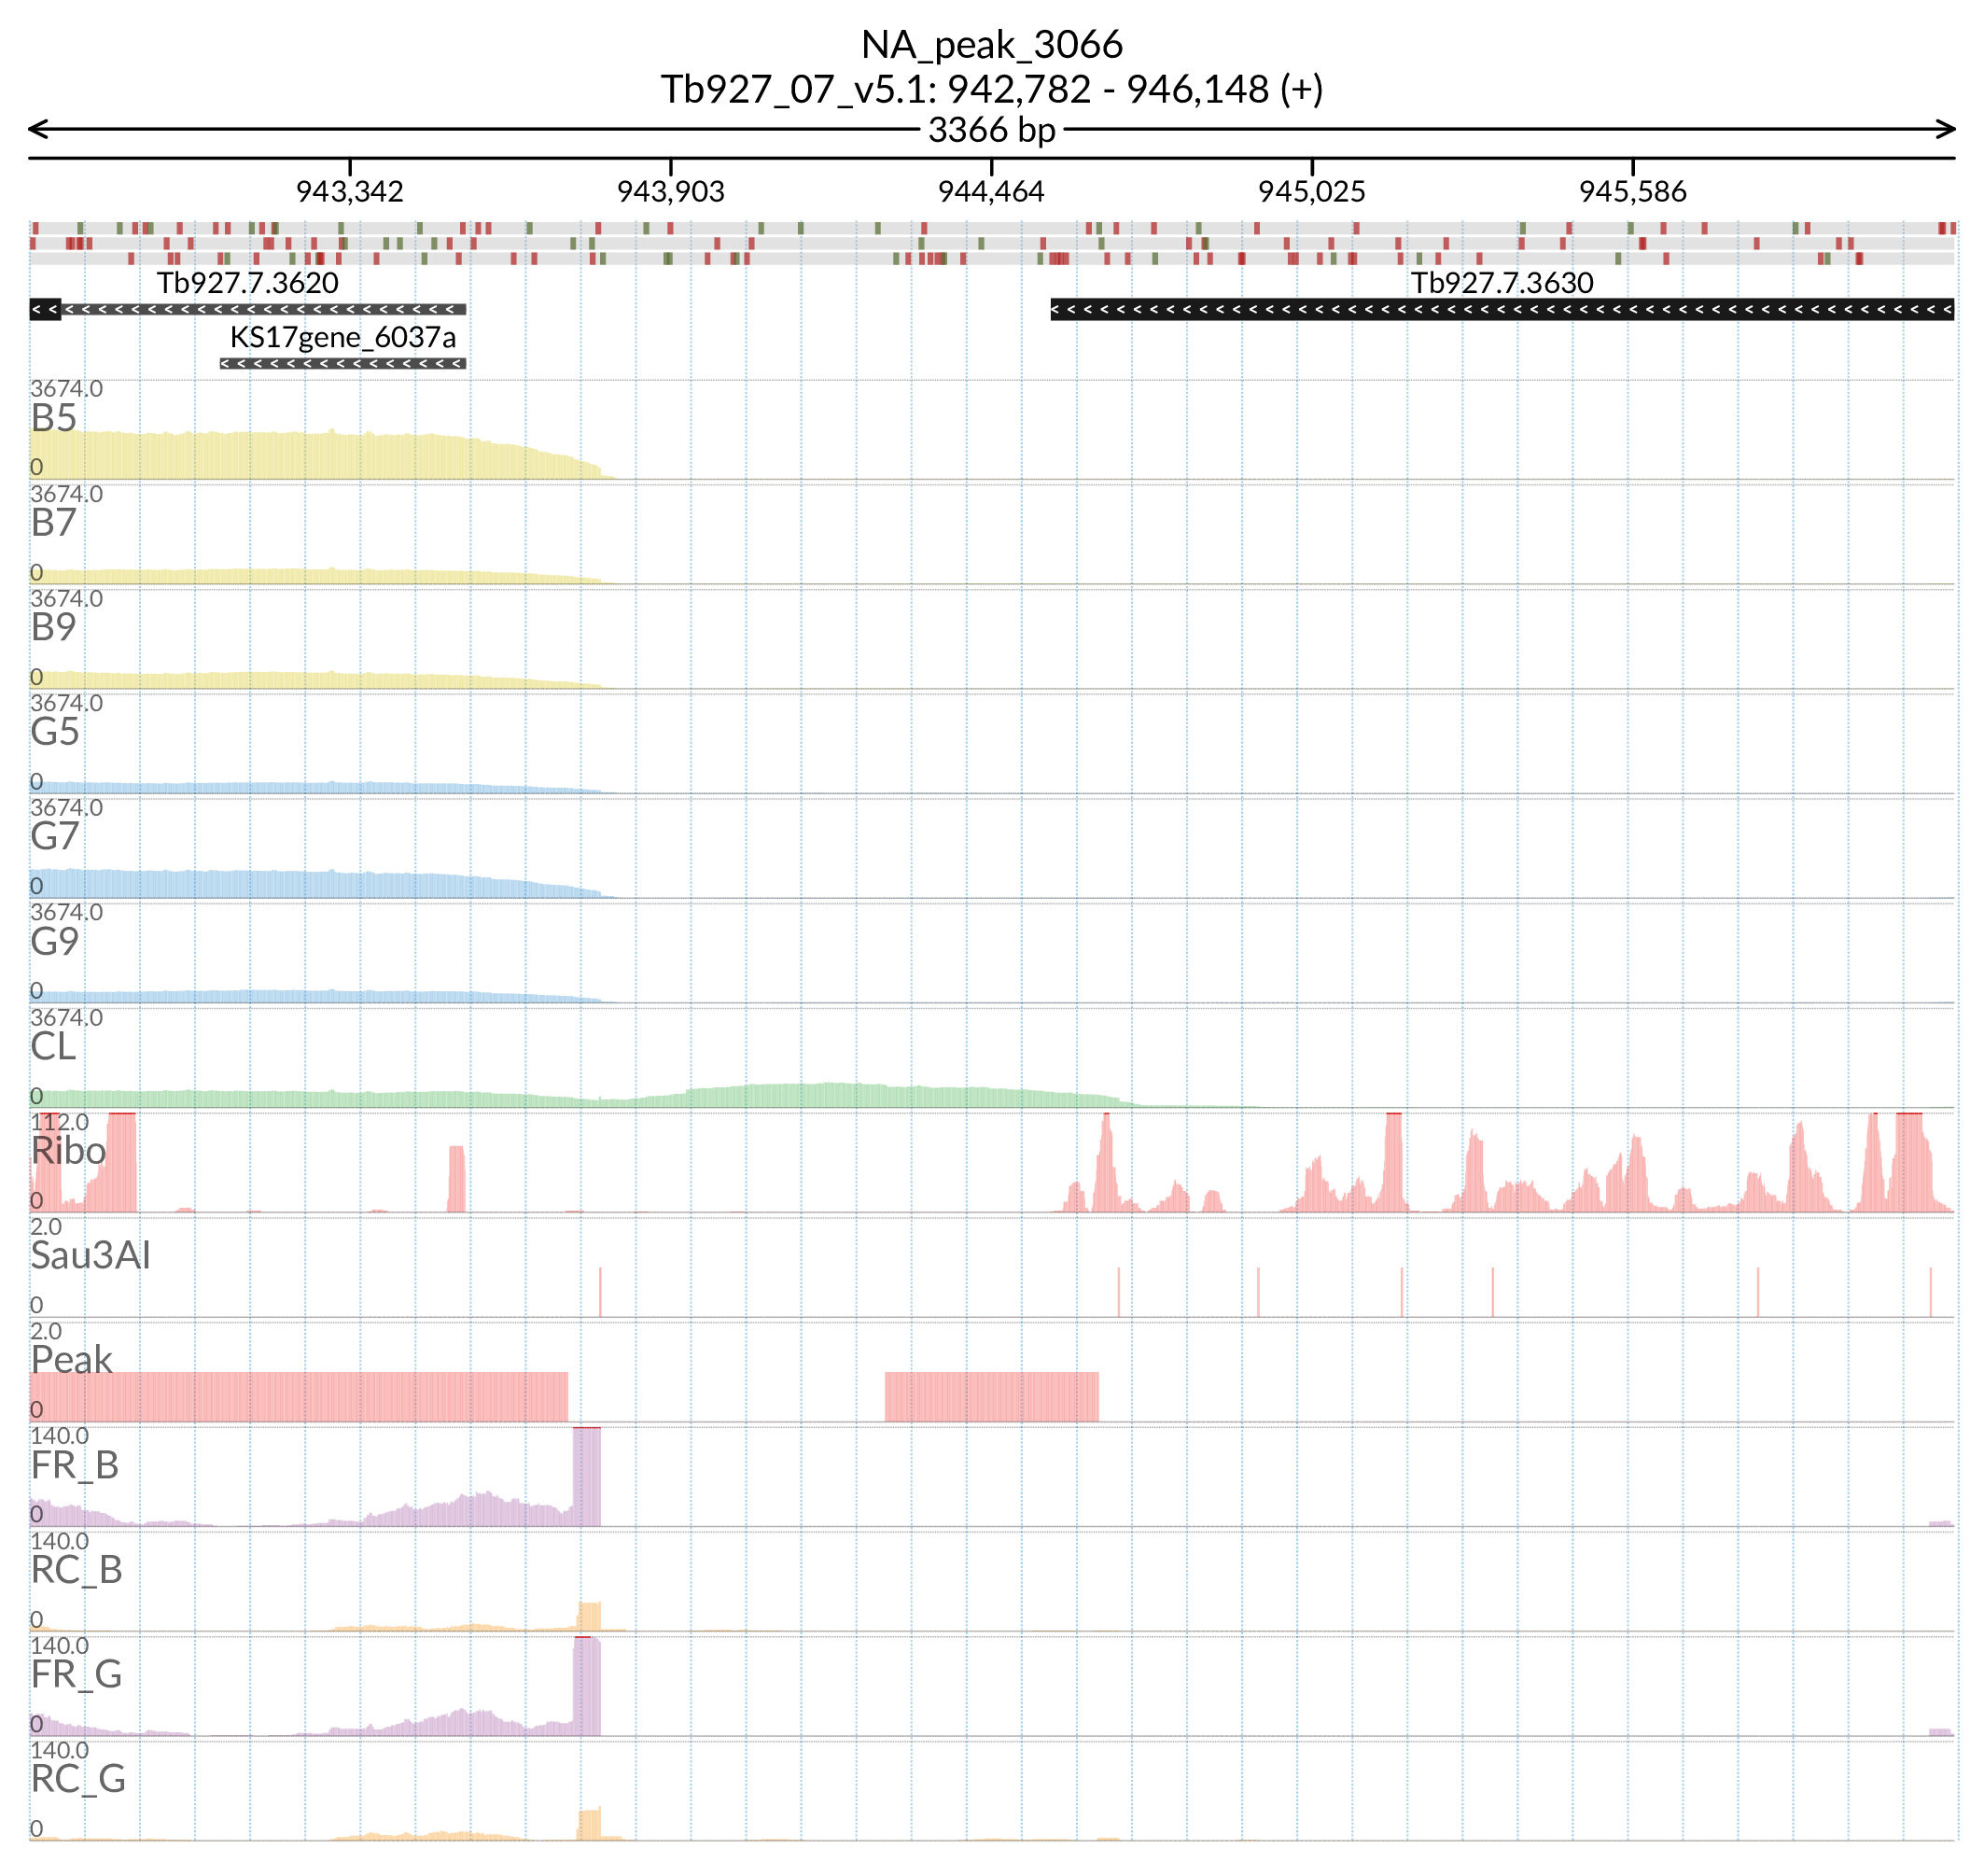 NA_peak_3066
Tb927_07_v5.1: 942,782 - 946,148 (+)
3366 bp
943,342 943,903 944,464 945,025 945,586
Tb927.7.3620 Tb927.7.3630
KS17gene_6037a
3674.0
B5
0
3674.0
B7
0
3674.0
B9
0
3674.0
G5
0
3674.0
G7
0
3674.0
G9
0
3674.0
CL
0
112.0
Ribo
0
2.0
Sau3AI
0
2.0
Peak
0
140.0
FR_B
0
140.0
RC_B
0
140.0
FR_G
0
140.0
RC_G
0